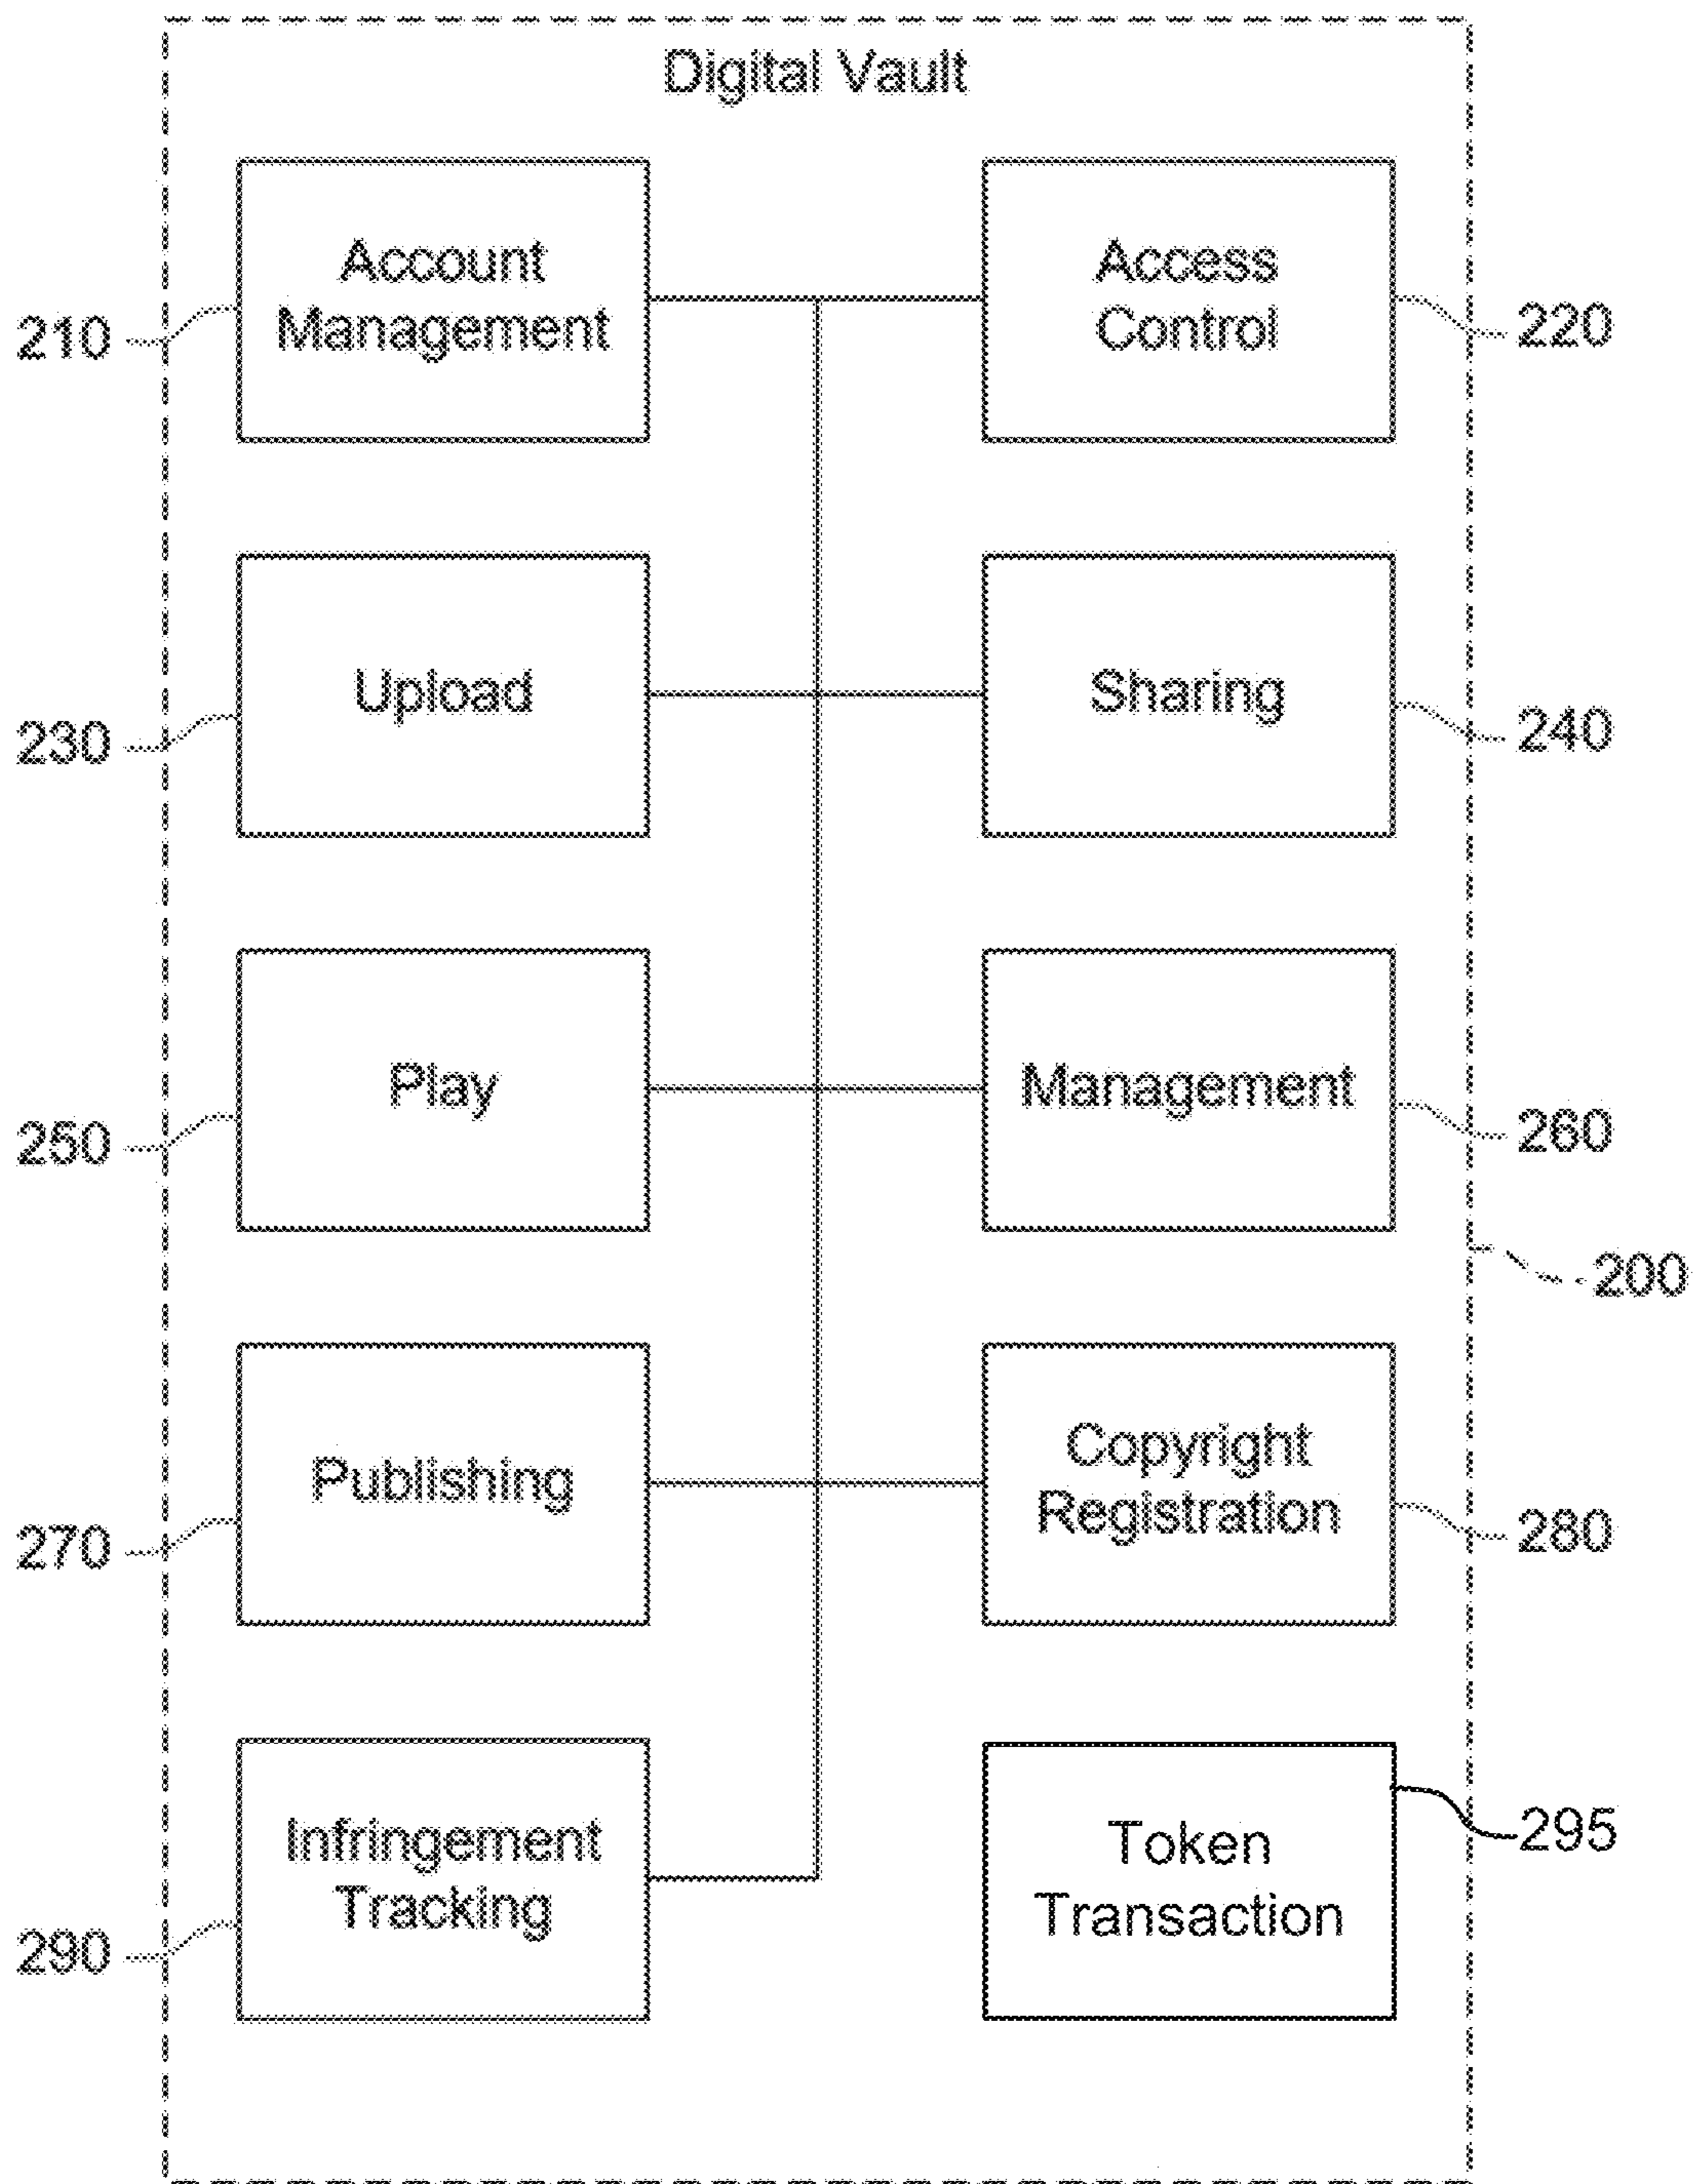 Digital Vault
Account
Management
210
Access
Control
220
Upload
230
Sharing
240
Play
250
Management
260
200
Publishing
270
Copyright
Registration
280
Infringement
Tracking
290
Token
Transaction
295